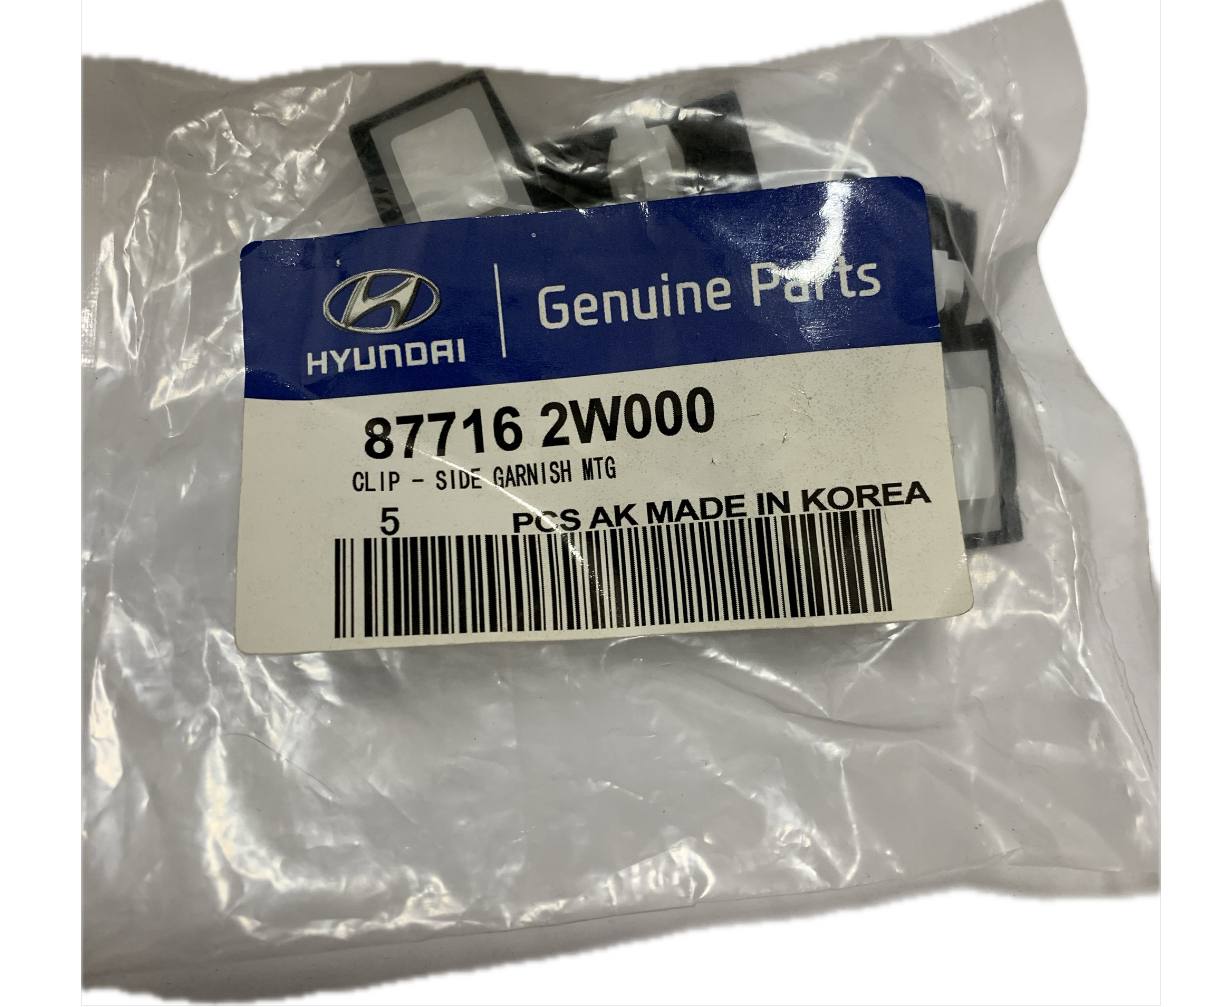 HYUNDAI
Genuine Parts
87716 2W000
CLIP - SIDE GARNISH MTG
5 PCS AK MADE IN KOREA